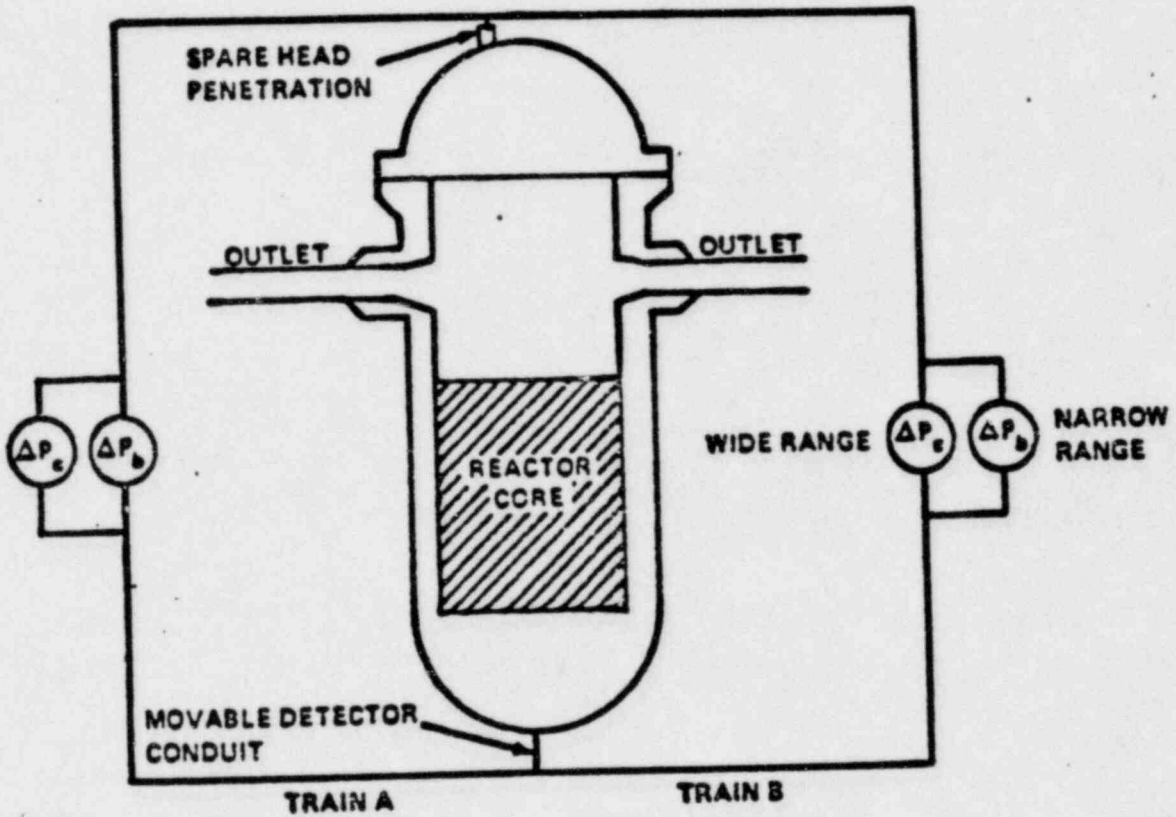 SPARE HEAD
PENETRATION
OUTLET
OUTLET
ΔPc
ΔPb
WIDE RANGE
ΔPc
ΔPb
NARROW
RANGE
REACTOR
CORE
MOVABLE DETECTOR
CONDUIT
TRAIN A
TRAIN B